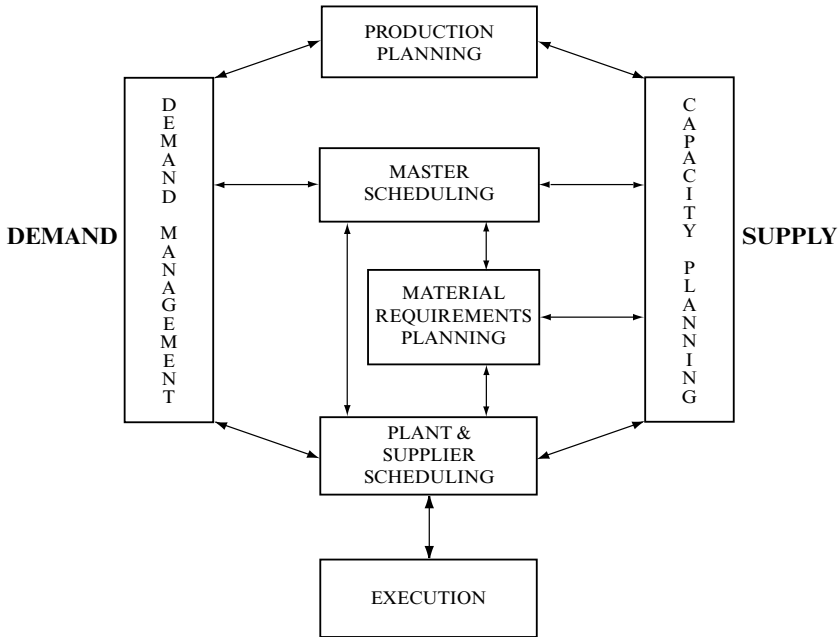 PRODUCTION
PLANNING
DEMAND MANAGEMENT
CAPACITY PLANNING
MASTER
SCHEDULING
DEMAND
SUPPLY
MATERIAL
REQUIREMENTS
PLANNING
PLANT &
SUPPLIER
SCHEDULING
EXECUTION